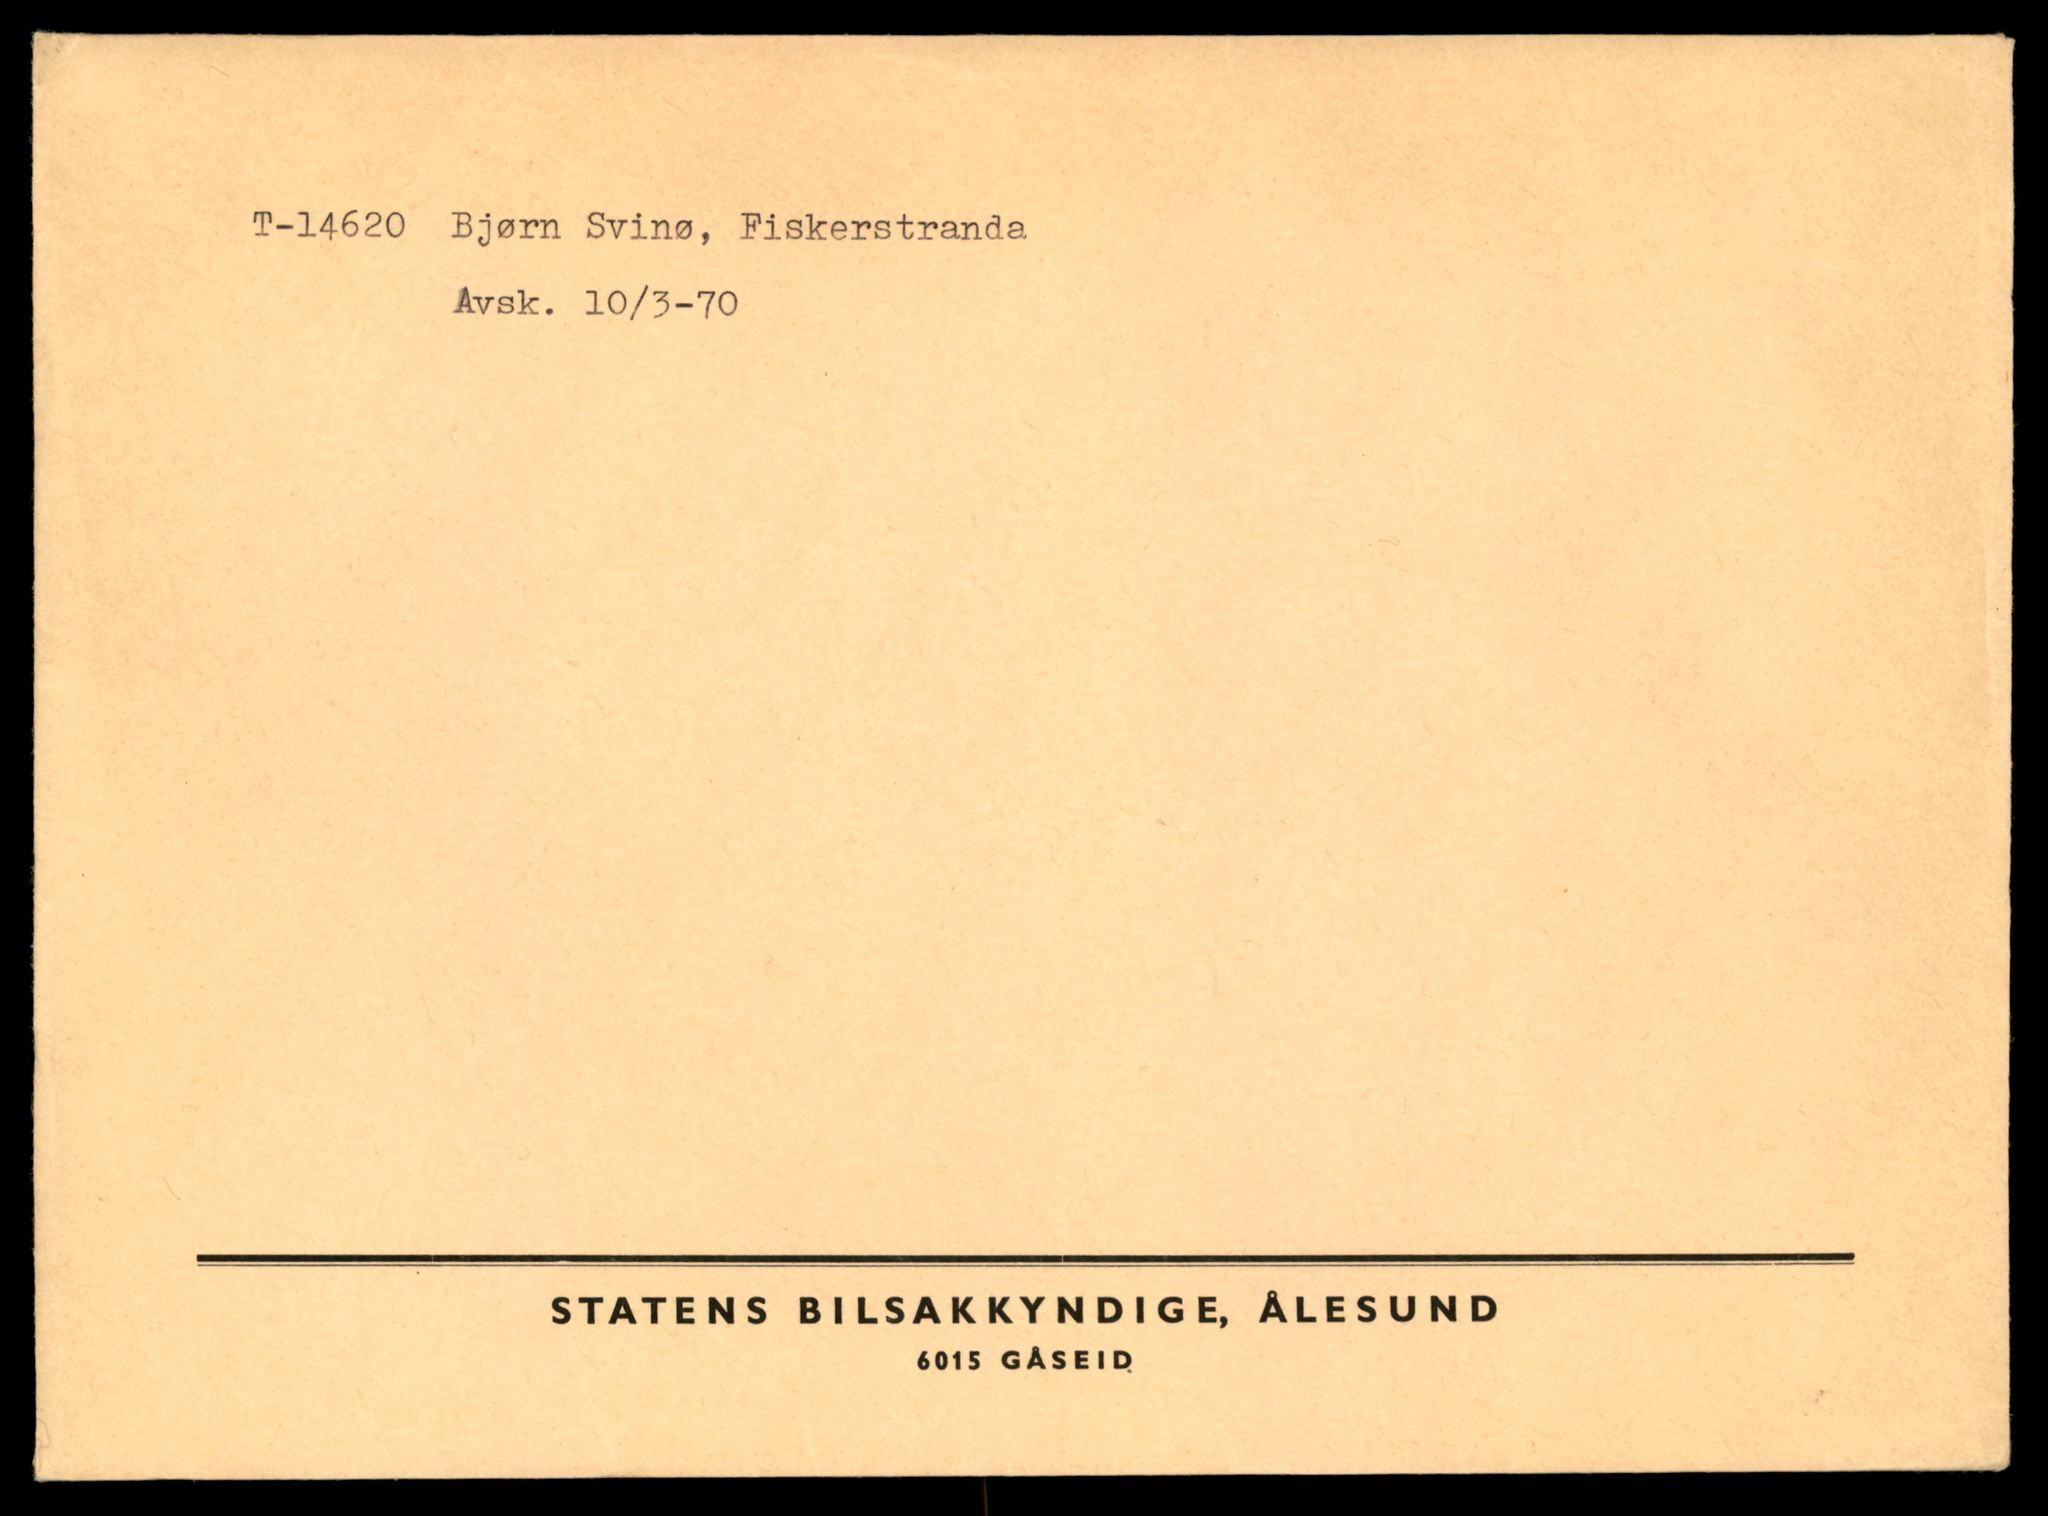 T-14620 Bjørn Svinø, Fiskerstranda
Avsk. 10/3-70
STATENS BILSAKKYNDIGE, ÅLESUND
6015 GÅSEID